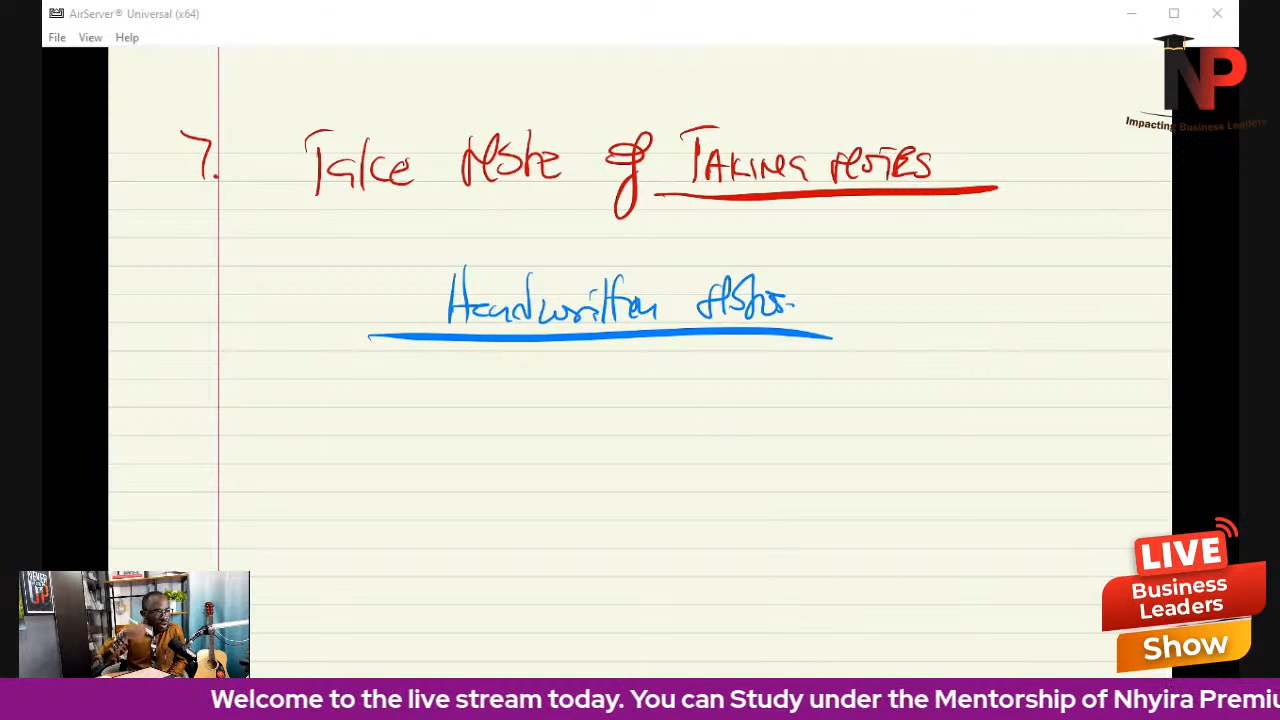 AirServer® Universal (x64)
File View Help
NP
Impacting Business Leaders
7. Take Note of TAKING NOTES
Handwritten Notes.
LIVE
Business
Leaders
Show
Welcome to the live stream today. You can Study under the Mentorship of Nhyira Premiu